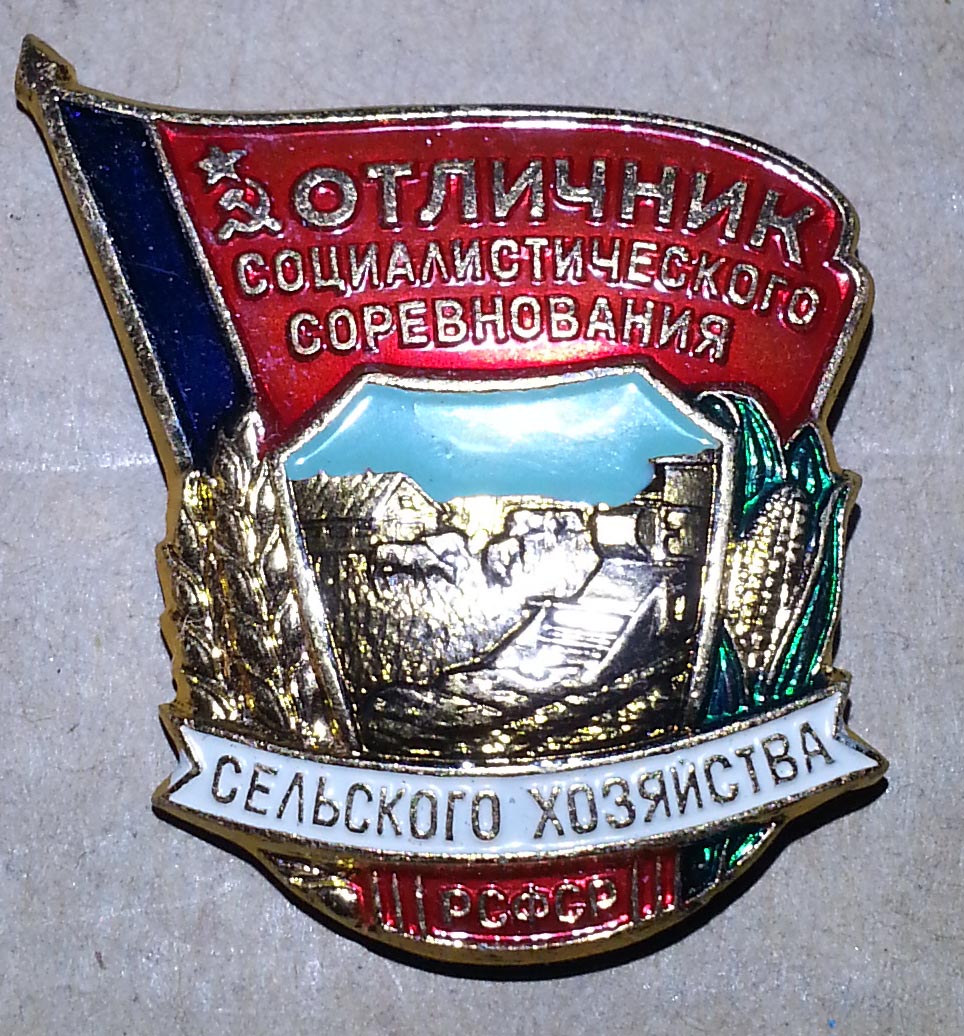 ОТЛИЧНИК
СОЦИАЛИСТИЧЕСКОГО
СОРЕВНОВАНИЯ
СЕЛЬСКОГО ХОЗЯЙСТВА
РСФСР